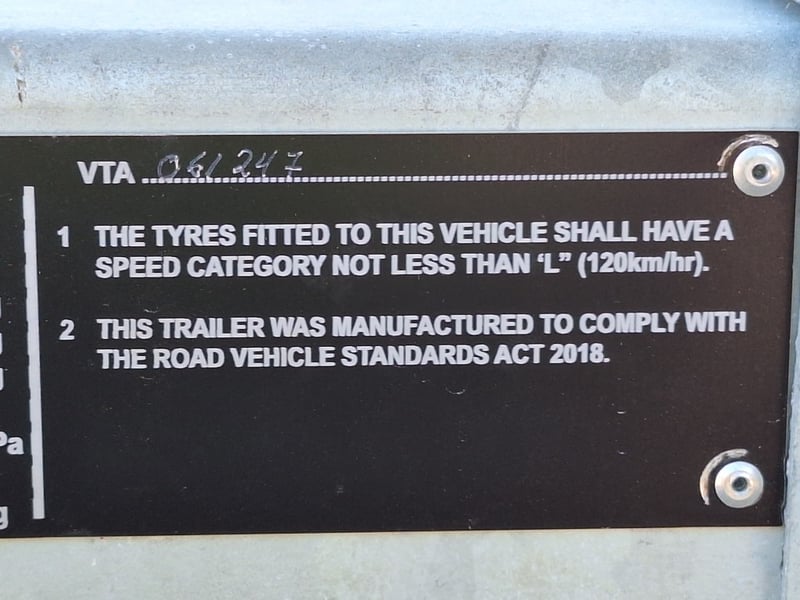 VTA 061247
1 THE TYRES FITTED TO THIS VEHICLE SHALL HAVE A
SPEED CATEGORY NOT LESS THAN ‘L” (120km/hr).
2 THIS TRAILER WAS MANUFACTURED TO COMPLY WITH
THE ROAD VEHICLE STANDARDS ACT 2018.
Pa
g